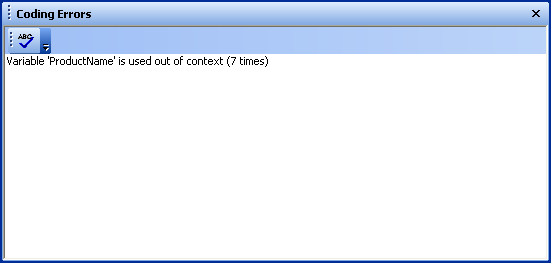 Coding Errors
ABC
Variable 'ProductName' is used out of context (7 times)